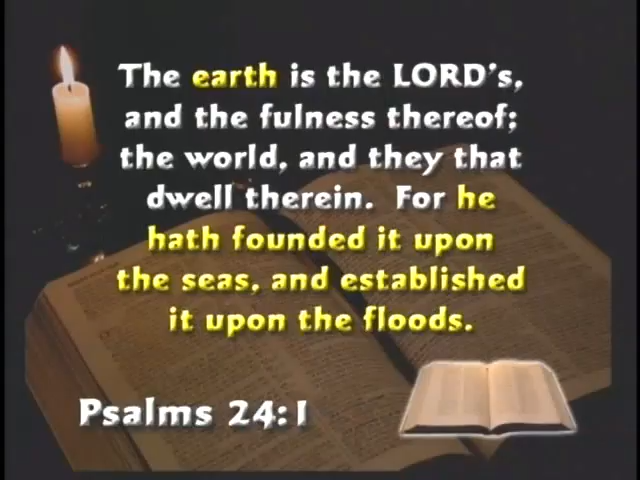 The earth is the LORD's,
and the fulness thereof;
the world, and they that
dwell therein. For he
hath founded it upon
the seas, and established
it upon the floods.
Psalms 24:1